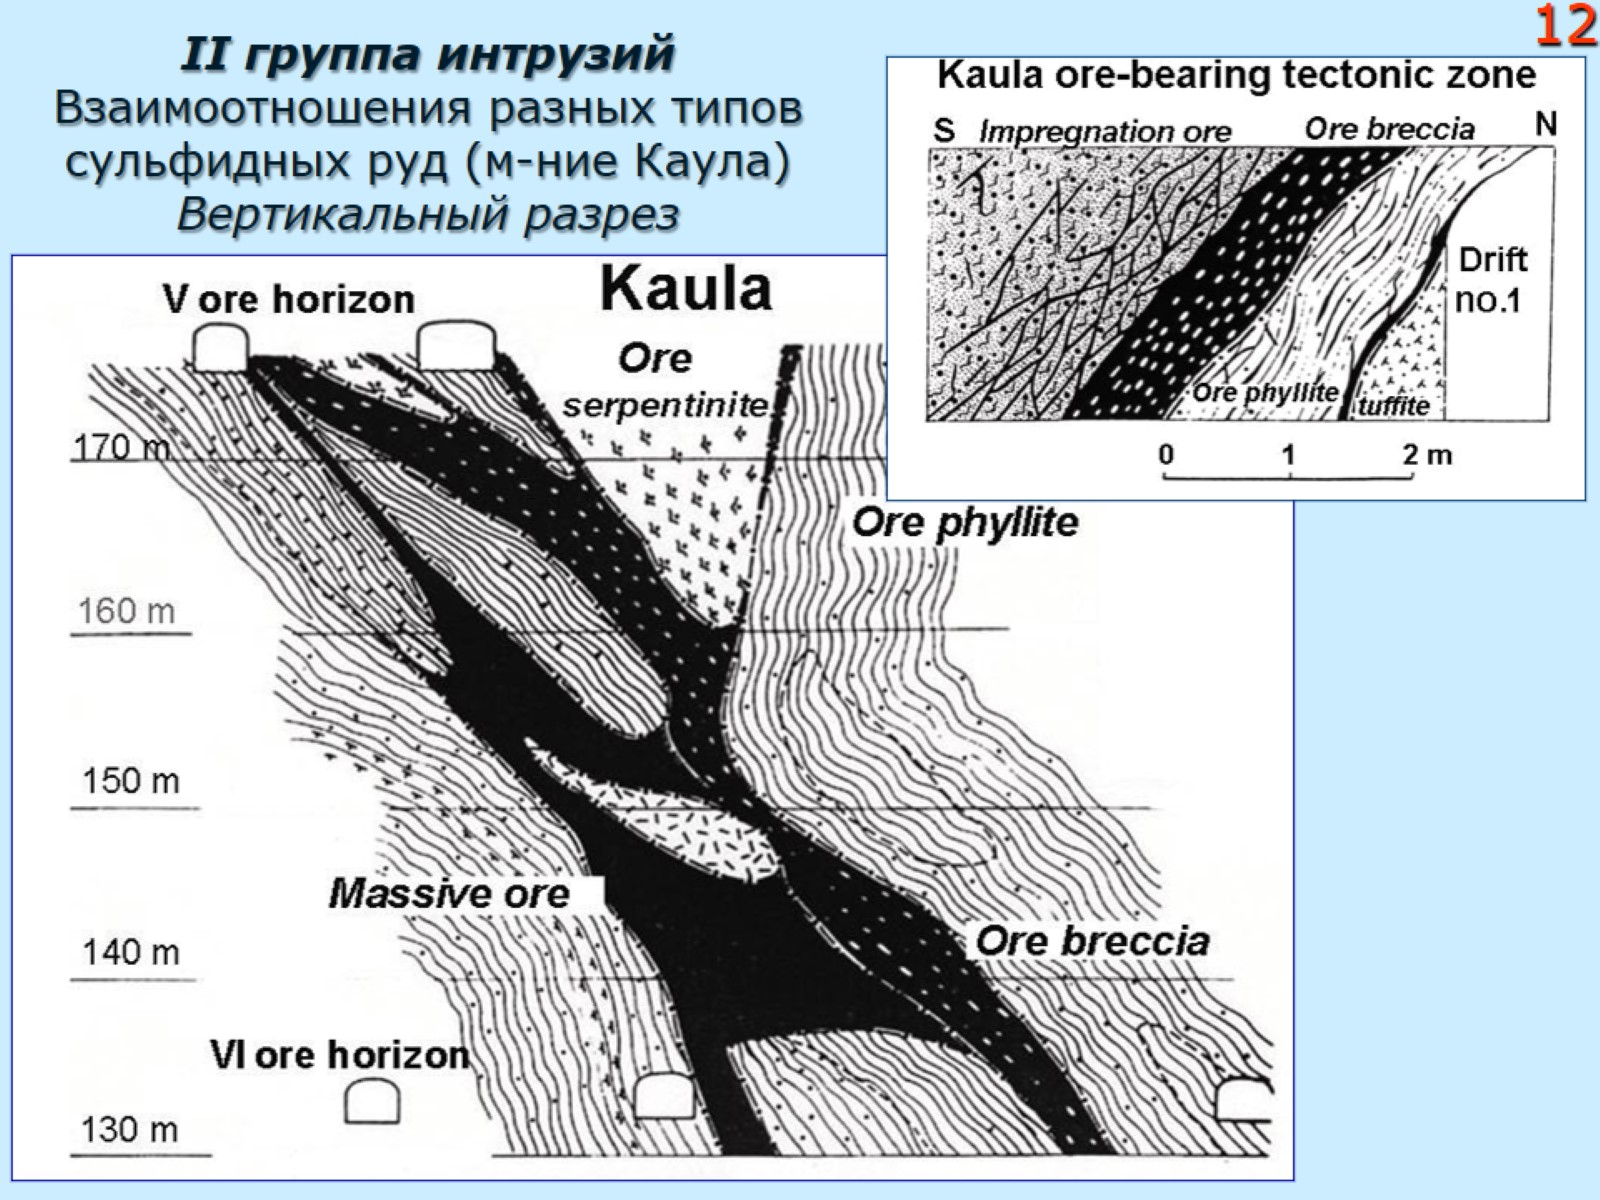 12
II группа интрузий
Взаимоотношения разных типов
сульфидных руд (м-ние Каула)
Вертикальный разрез
Kaula ore-bearing tectonic zone
S Impregnation ore Ore breccia N
Drift
no.1
Ore phyllite tuffite
0 1 2 m
V ore horizon
Kaula
Ore
serpentinite
170 m
Ore phyllite
160 m
150 m
Massive ore
Ore breccia
140 m
VI ore horizon
130 m